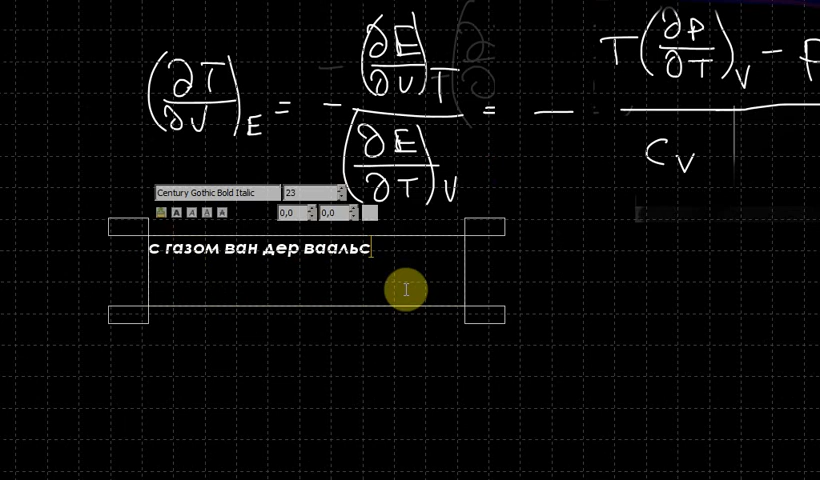 (∂T/∂V)_E = - (∂E/∂V)_T / (∂E/∂T)_V = - T(∂P/∂T)_V - P / C_V
Century Gothic Bold Italic 23
A A A A 0,0 0,0
с газом ван дер ваальс